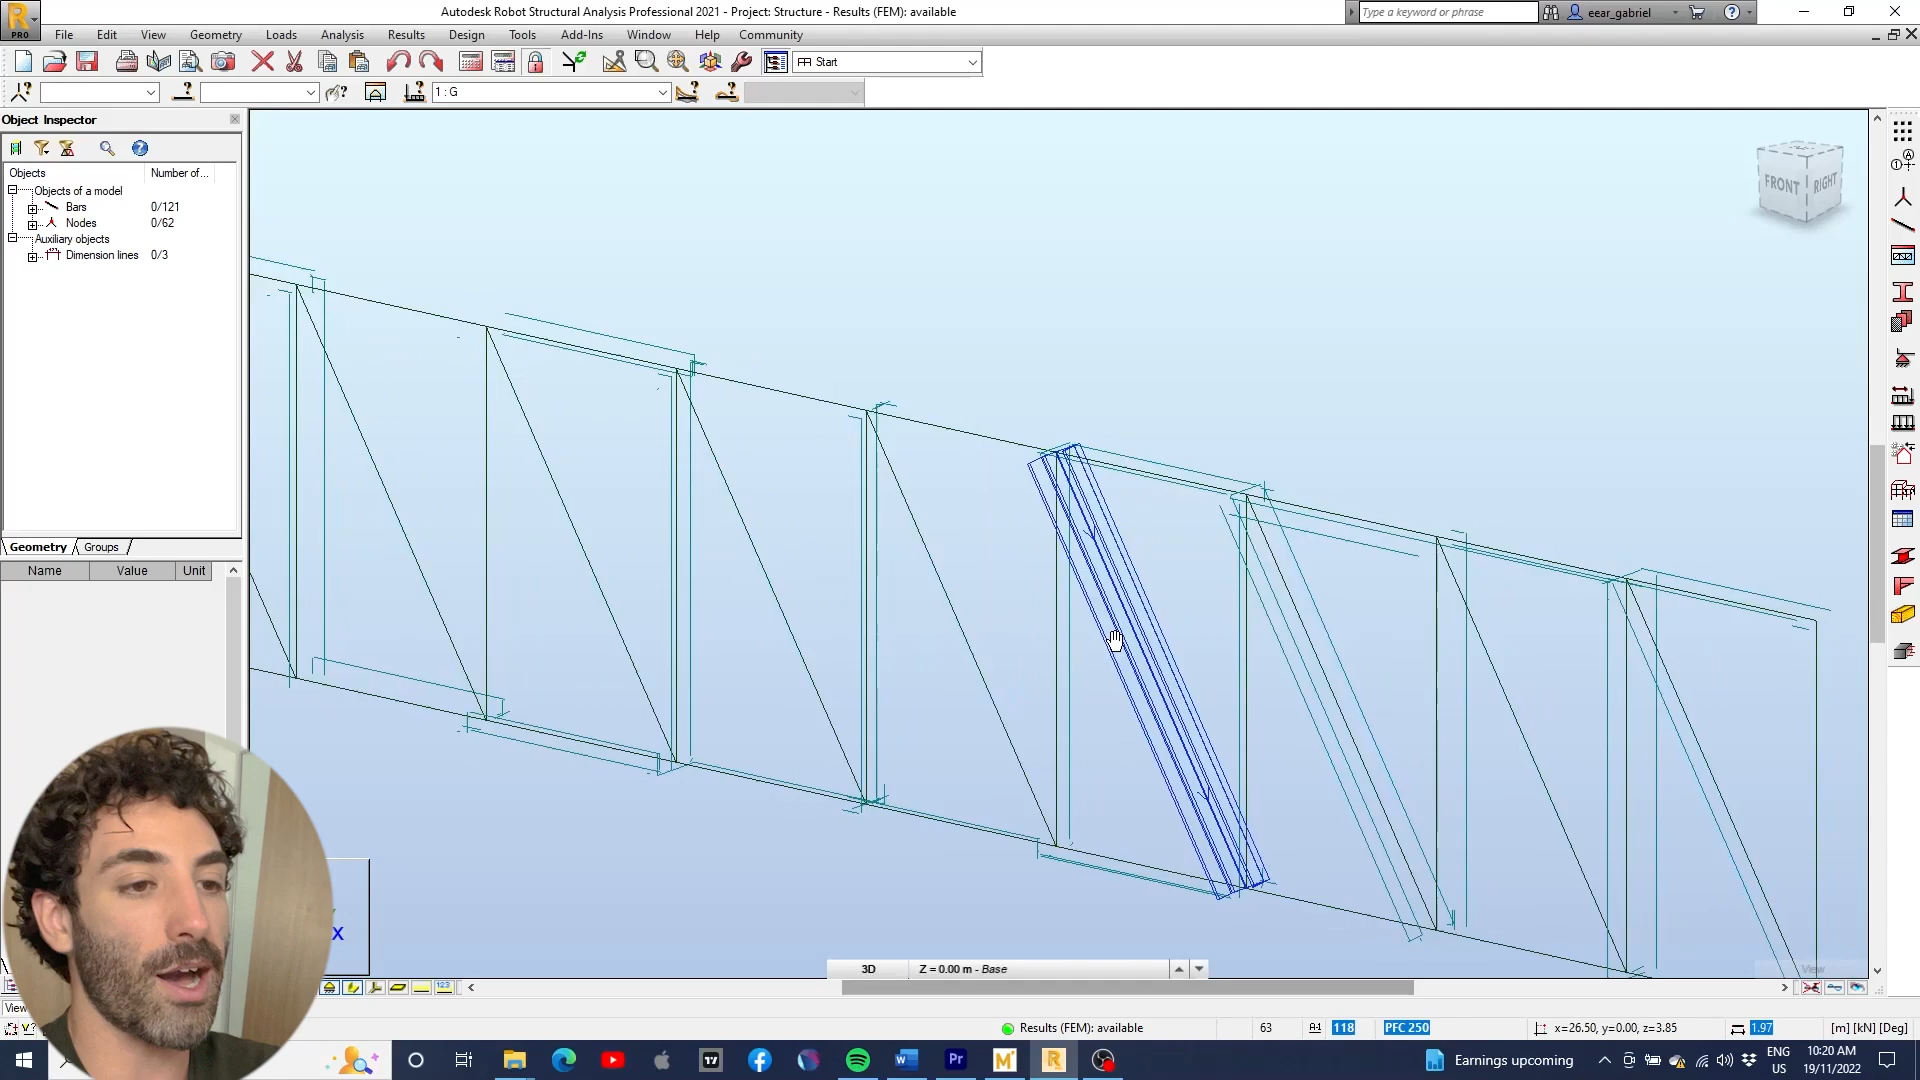 Autodesk Robot Structural Analysis Professional 2021 - Project: Structure - Results (FEM): available
Type a keyword or phrase
eear_gabriel
PRO
File Edit View Geometry Loads Analysis Results Design Tools Add-Ins Window Help Community
Start
1 : G
Object Inspector
Objects Number of...
Objects of a model
Bars 0/121
Nodes 0/62
Auxiliary objects
Dimension lines 0/3
Geometry Groups
Name Value Unit
FRONT RIGHT
X
3D Z = 0.00 m - Base
View
View
Results (FEM): available 63 118 PFC 250 x=26.50, y=0.00, z=3.85 1.97 [m] [kN] [Deg]
Earnings upcoming
ENG
US
10:20 AM
19/11/2022